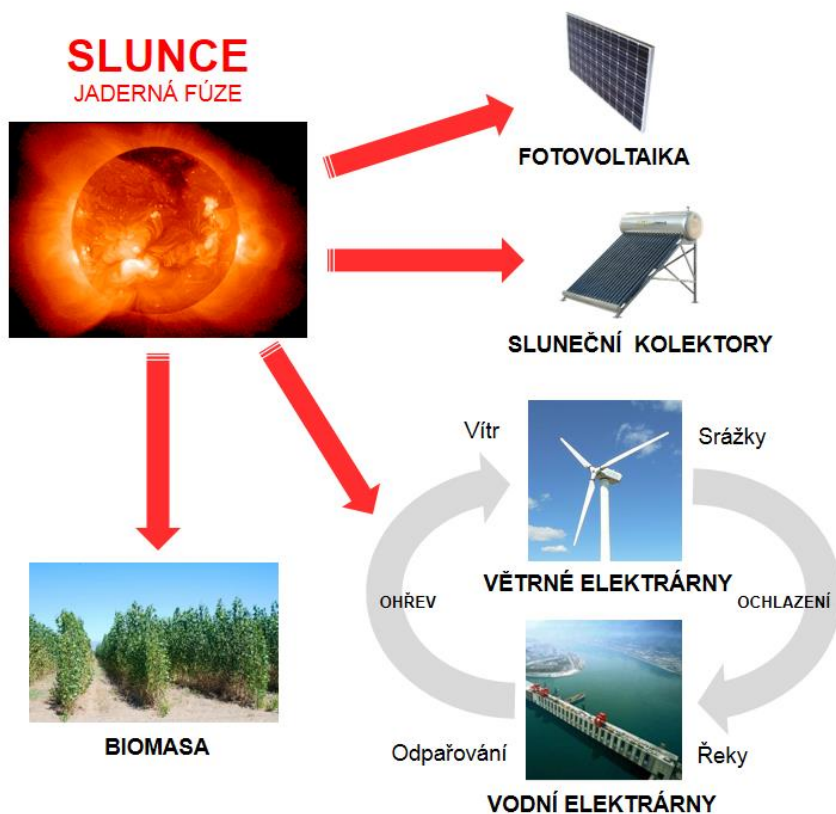 SLUNCE
JADERNÁ FÚZE
FOTOVOLTAIKA
SLUNEČNÍ KOLEKTORY
Vítr
Srážky
VĚTRNÉ ELEKTRÁRNY
OHŘEV
OCHLAZENÍ
BIOMASA
Odpařování
Řeky
VODNÍ ELEKTRÁRNY